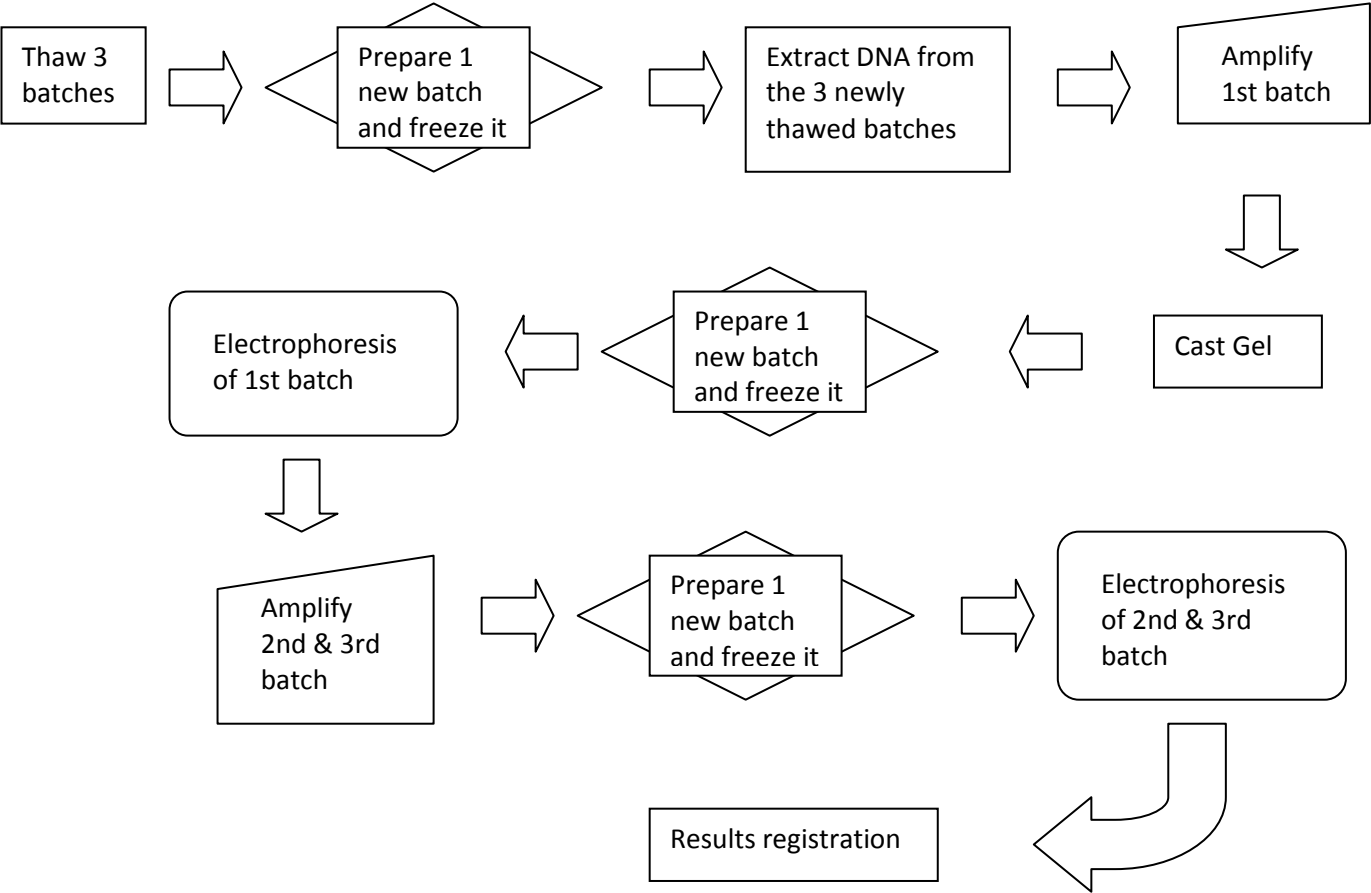 Thaw 3
batches
Prepare 1
new batch
and freeze it
Extract DNA from
the 3 newly
thawed batches
Amplify
1st batch
Cast Gel
Prepare 1
new batch
and freeze it
Electrophoresis
of 1st batch
Amplify
2nd & 3rd
batch
Prepare 1
new batch
and freeze it
Electrophoresis
of 2nd & 3rd
batch
Results registration